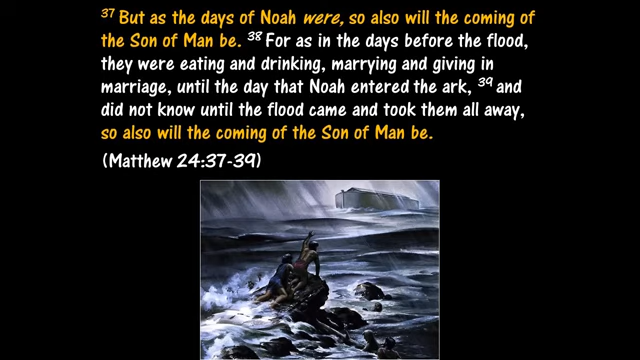 37 But as the days of Noah were, so also will the coming of
the Son of Man be. 38 For as in the days before the flood,
they were eating and drinking, marrying and giving in
marriage, until the day that Noah entered the ark, 39 and
did not know until the flood came and took them all away,
so also will the coming of the Son of Man be.
(Matthew 24:37-39)